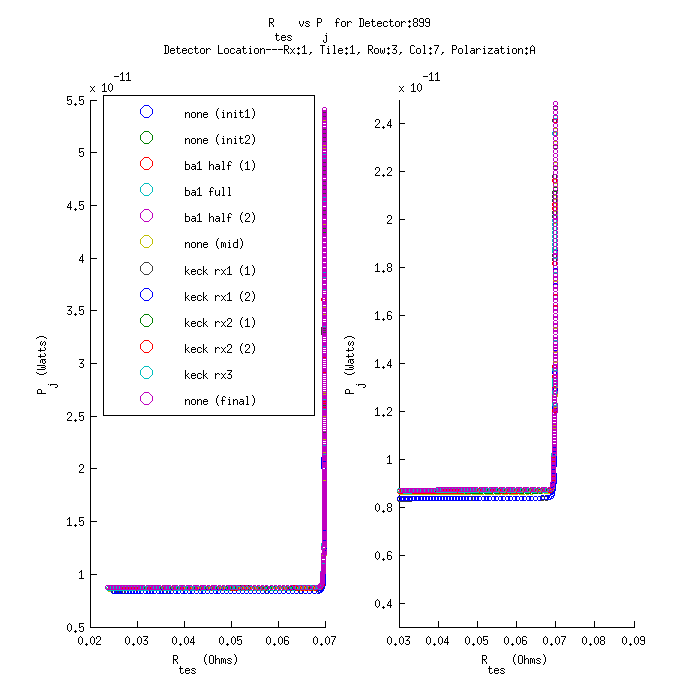 R_tes vs P_j for Detector:899
Detector Location---Rx:1, Tile:1, Row:3, Col:7, Polarization:A
x 10^-11
5.5
5
4.5
4
3.5
3
2.5
2
1.5
1
0.5
0.02 0.03 0.04 0.05 0.06 0.07
P_j (Watts)
R_tes (Ohms)
none (init1)
none (init2)
ba1 half (1)
ba1 full
ba1 half (2)
none (mid)
keck rx1 (1)
keck rx1 (2)
keck rx2 (1)
keck rx2 (2)
keck rx3
none (final)
x 10^-11
2.4
2.2
2
1.8
1.6
1.4
1.2
1
0.8
0.6
0.4
0.03 0.04 0.05 0.06 0.07 0.08 0.09
P_j (Watts)
R_tes (Ohms)